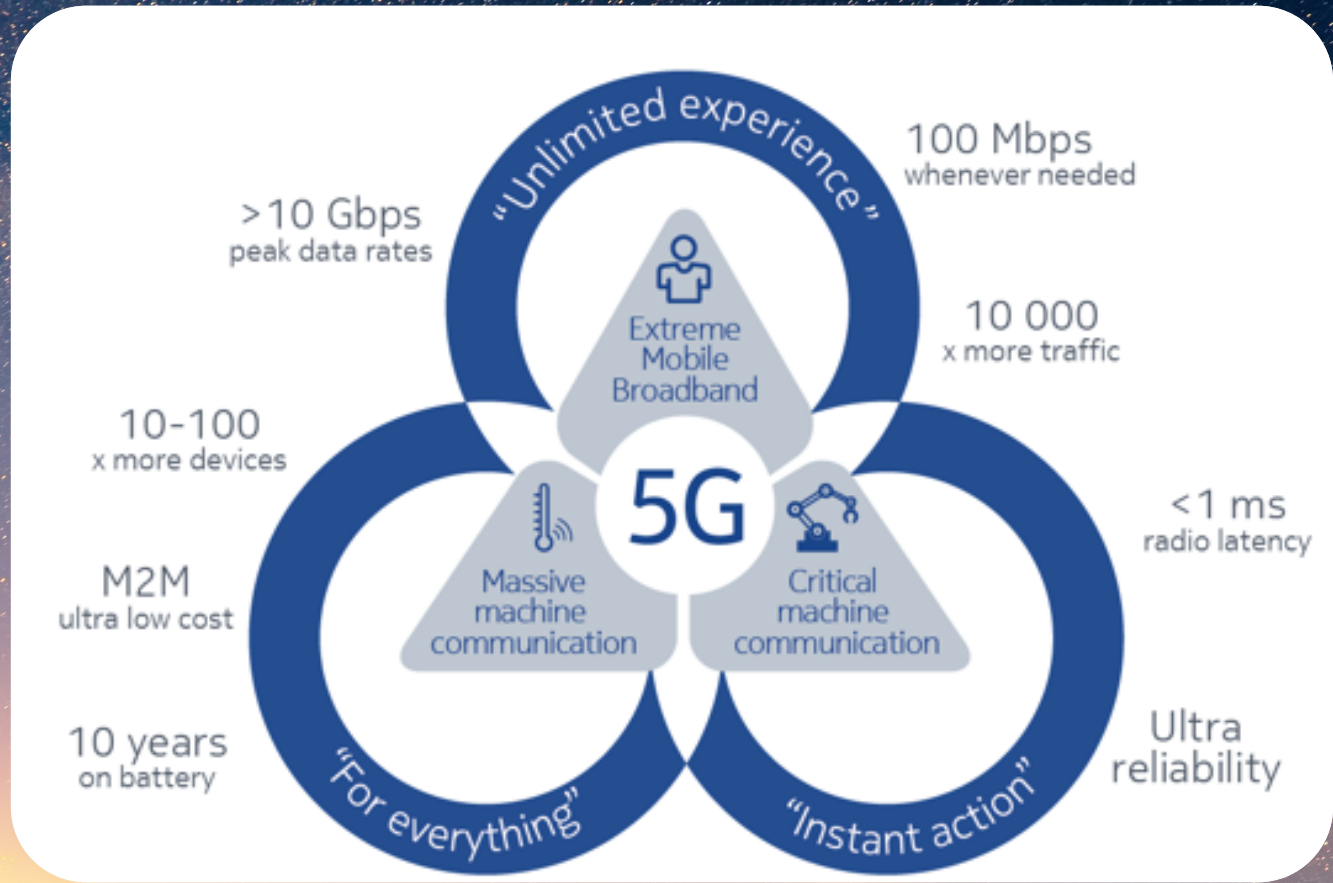 “Unlimited experience”
100 Mbps
whenever needed
>10 Gbps
peak data rates
10 000
x more traffic
Extreme
Mobile
Broadband
10-100
x more devices
5G
<1 ms
radio latency
M2M
ultra low cost
Massive
machine
communication
Critical
machine
communication
10 years
on battery
Ultra
reliability
“For everything”
“Instant action”